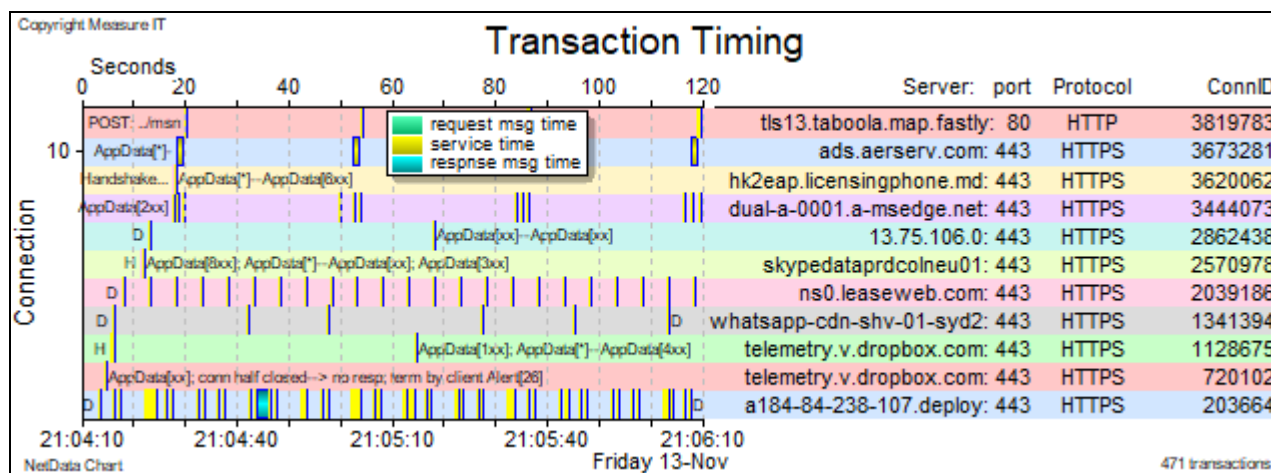 Copyright Measure IT
Transaction Timing
Seconds
0 20 40 60 80 100 120 Server: port Protocol ConnID
POST: ../msn tls13.taboola.map.fastly: 80 HTTP 3819783
request msg time
service time
respnse msg time
10 AppData[*]- ads.aerserv.com: 443 HTTPS 3673281
Handshake... AppData[*]--AppData[6xx] hk2eap.licensingphone.md: 443 HTTPS 3620062
AppData[2xx] dual-a-0001.a-msedge.net: 443 HTTPS 3444073
D AppData[xx]--AppData[xx] 13.75.106.0: 443 HTTPS 2862438
H AppData[8xx]; AppData[*]--AppData[xx]; AppData[3xx] skypedataprdcolneu01: 443 HTTPS 2570978
D ns0.leaseweb.com: 443 HTTPS 2039186
D D whatsapp-cdn-shv-01-syd2: 443 HTTPS 1341394
H AppData[1xx]; AppData[*]--AppData[4xx] telemetry.v.dropbox.com: 443 HTTPS 1128675
AppData[xx]; conn half closed--> no resp; term by client Alert[26] telemetry.v.dropbox.com: 443 HTTPS 720102
D D a184-84-238-107.deploy: 443 HTTPS 203664
Connection
21:04:10 21:04:40 21:05:10 21:05:40 21:06:10
NetData Chart Friday 13-Nov 471 transactions